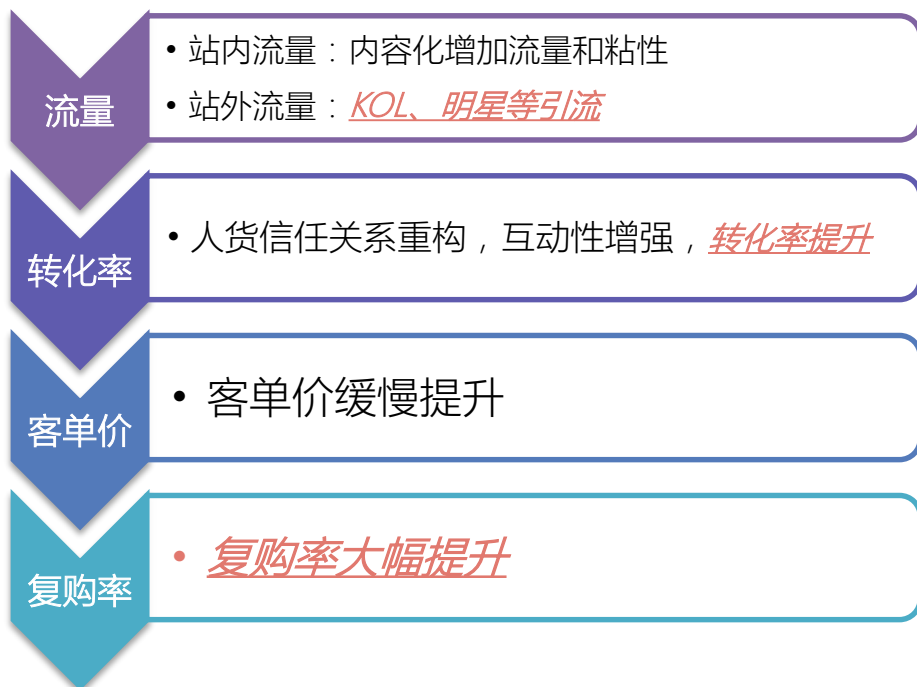 流量
• 站内流量：内容化增加流量和粘性
• 站外流量：KOL、明星等引流
转化率
• 人货信任关系重构，互动性增强，转化率提升
客单价
• 客单价缓慢提升
复购率
• 复购率大幅提升